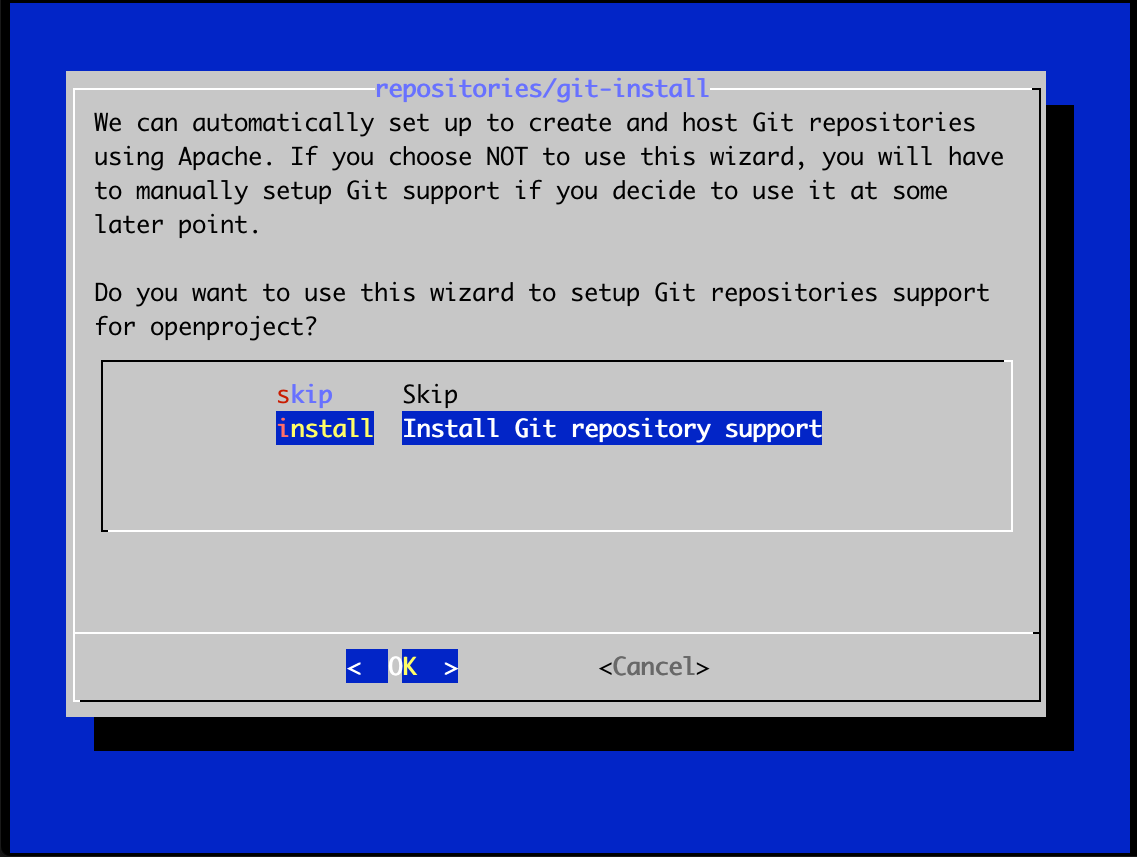 repositories/git-install
We can automatically set up to create and host Git repositories
using Apache. If you choose NOT to use this wizard, you will have
to manually setup Git support if you decide to use it at some
later point.
Do you want to use this wizard to setup Git repositories support
for openproject?
skip Skip
install Install Git repository support
< OK > <Cancel>